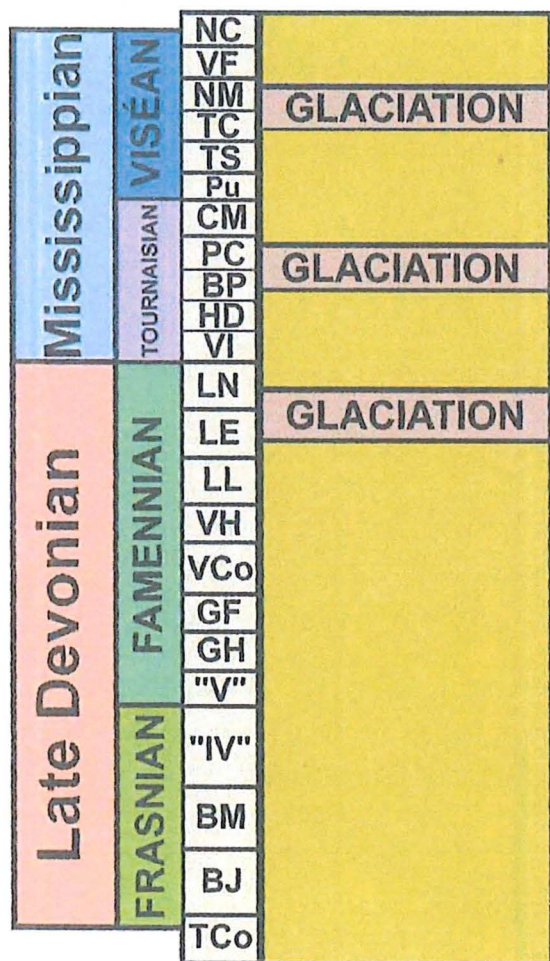 Mississippian
Late Devonian
VISÉAN
TOURNAISIAN
FAMENNIAN
FRASNIAN
NC
VF
NM
TC
TS
Pu
CM
PC
BP
HD
VI
LN
LE
LL
VH
VCo
GF
GH
"V"
"IV"
BM
BJ
TCo
GLACIATION
GLACIATION
GLACIATION